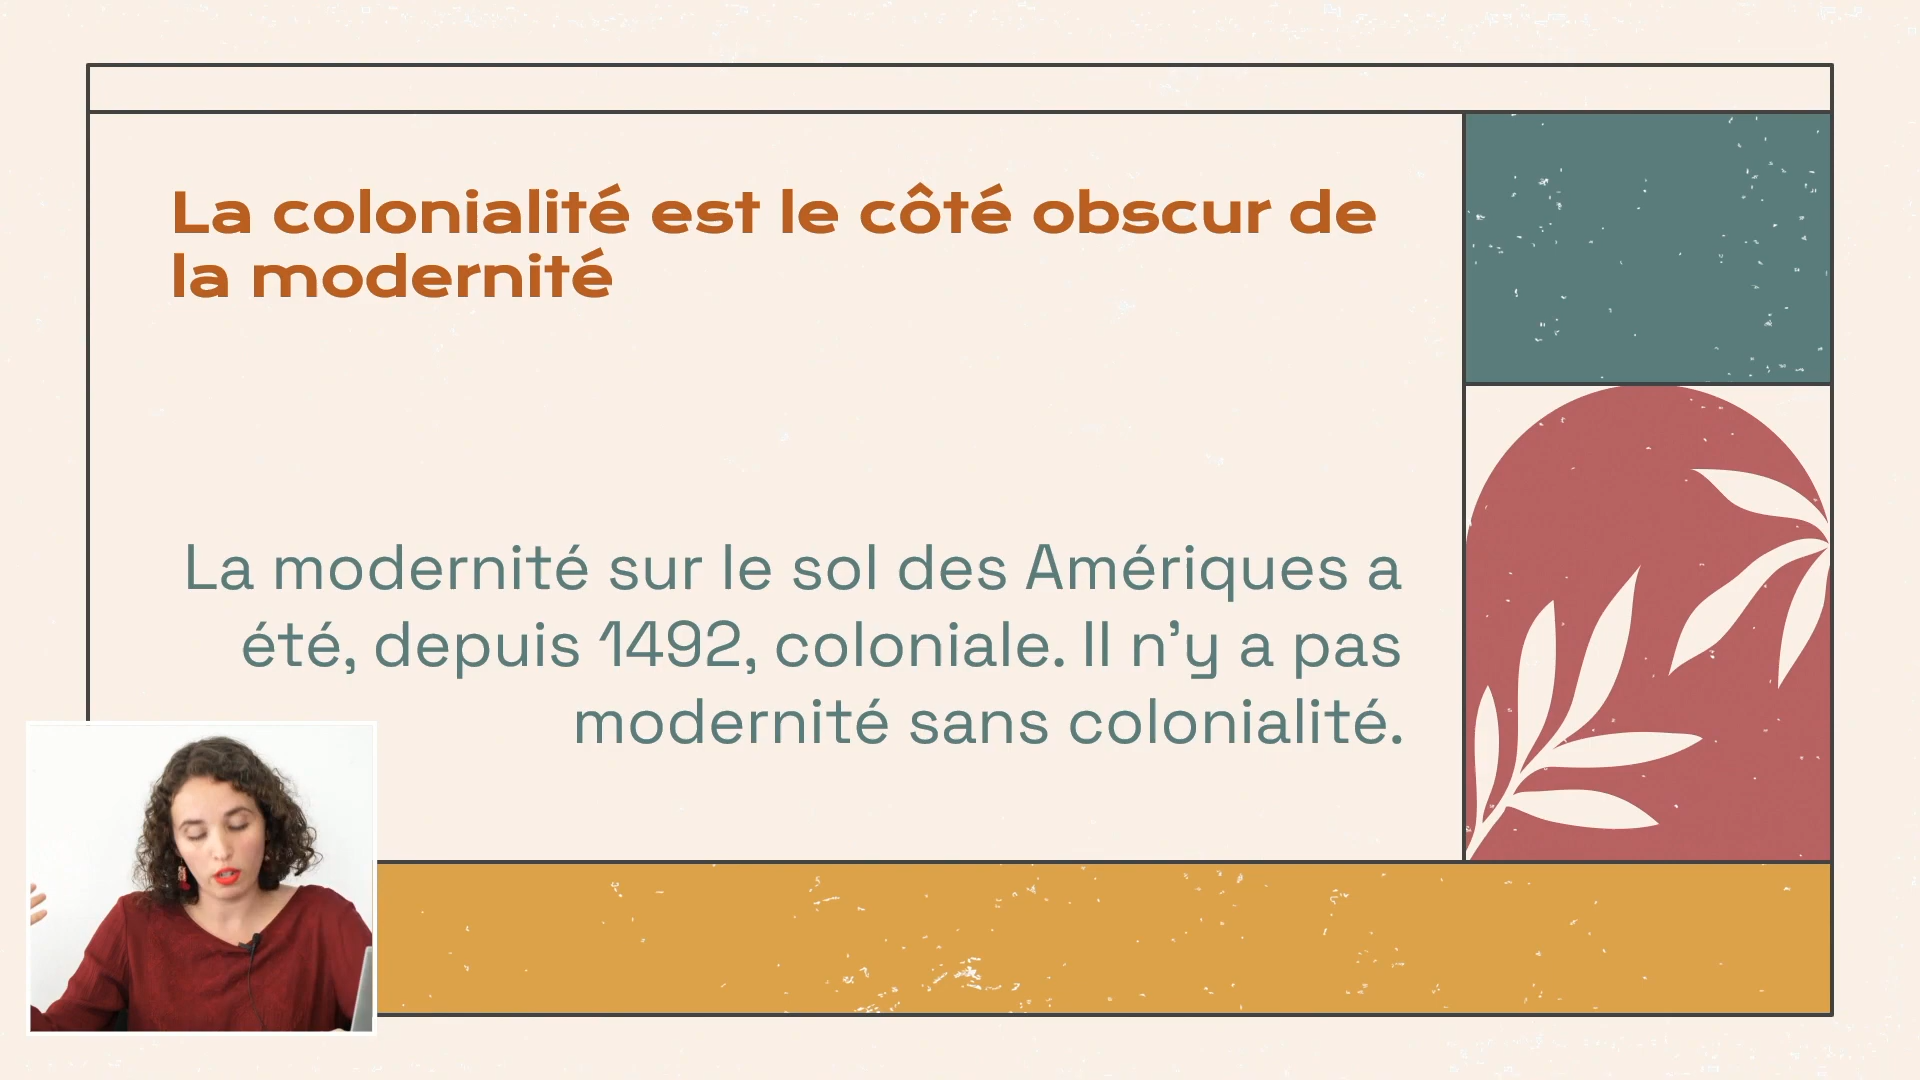 La colonialité est le côté obscur de
la modernité
La modernité sur le sol des Amériques a
été, depuis 1492, coloniale. Il n’y a pas
modernité sans colonialité.